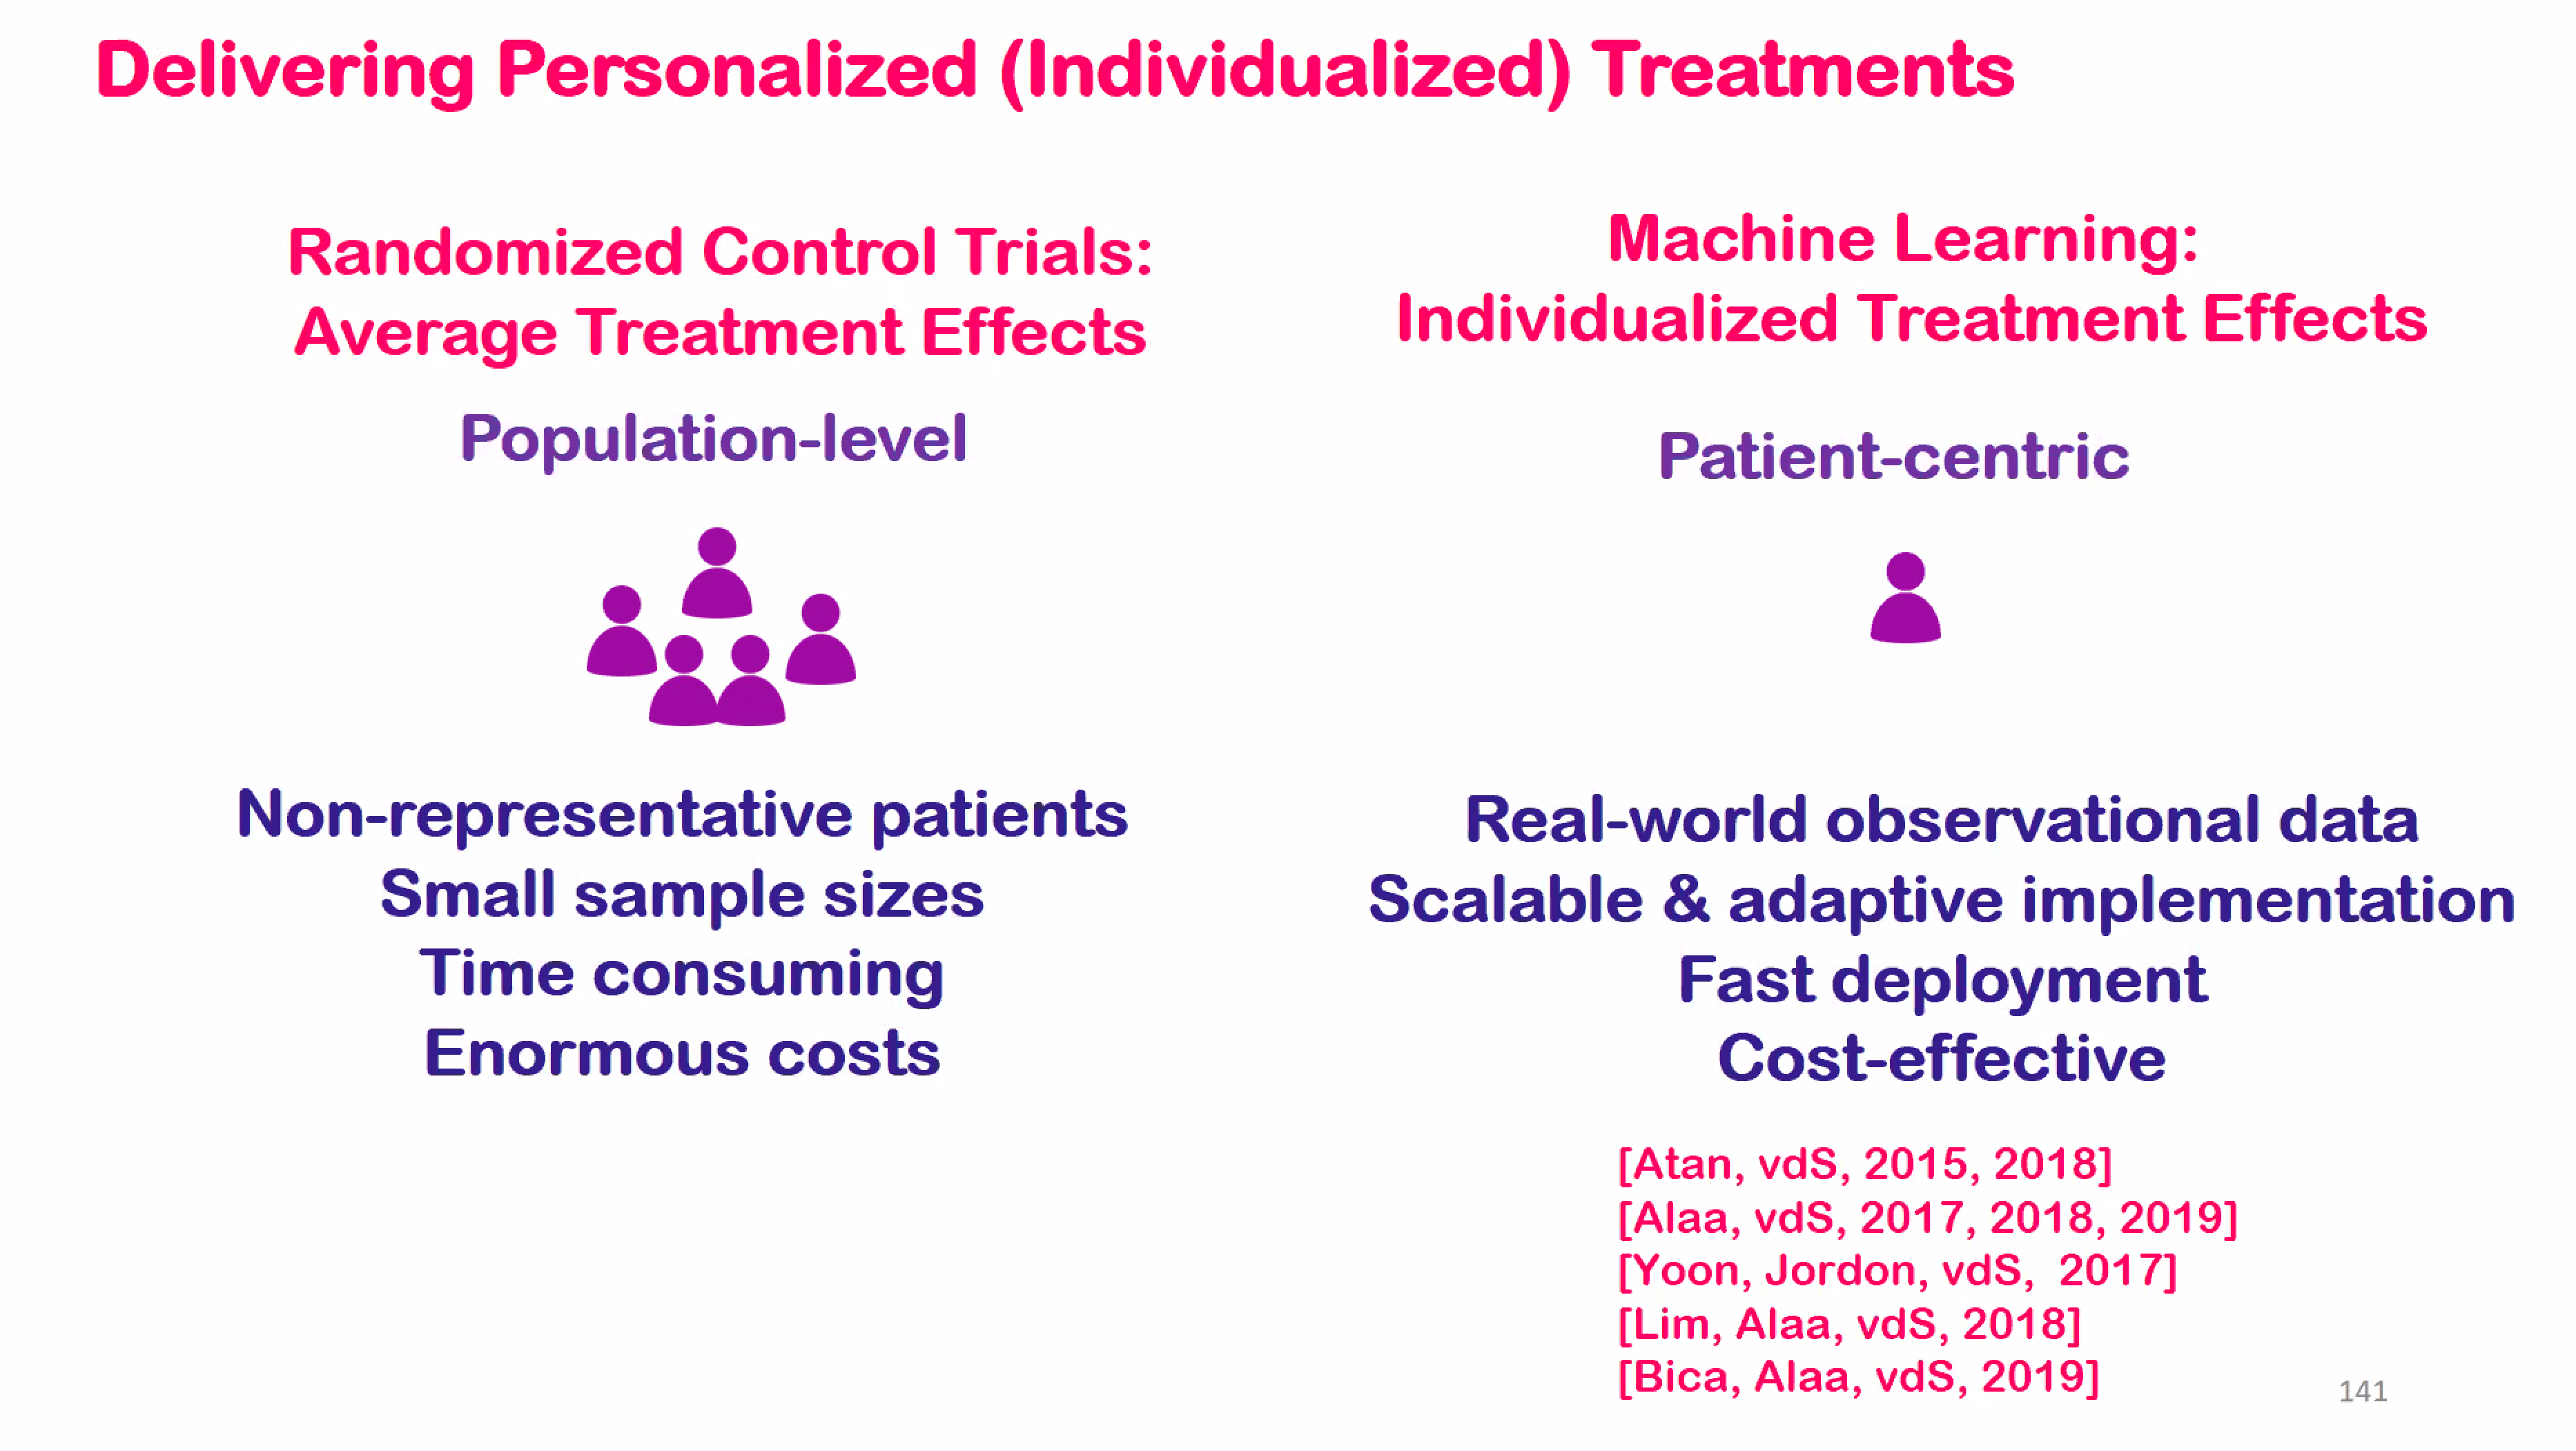 Delivering Personalized (Individualized) Treatments
Randomized Control Trials:
Average Treatment Effects
Population-level
Non-representative patients
Small sample sizes
Time consuming
Enormous costs
Machine Learning:
Individualized Treatment Effects
Patient-centric
Real-world observational data
Scalable & adaptive implementation
Fast deployment
Cost-effective
[Atan, vdS, 2015, 2018]
[Alaa, vdS, 2017, 2018, 2019]
[Yoon, Jordon, vdS, 2017]
[Lim, Alaa, vdS, 2018]
[Bica, Alaa, vdS, 2019]
141